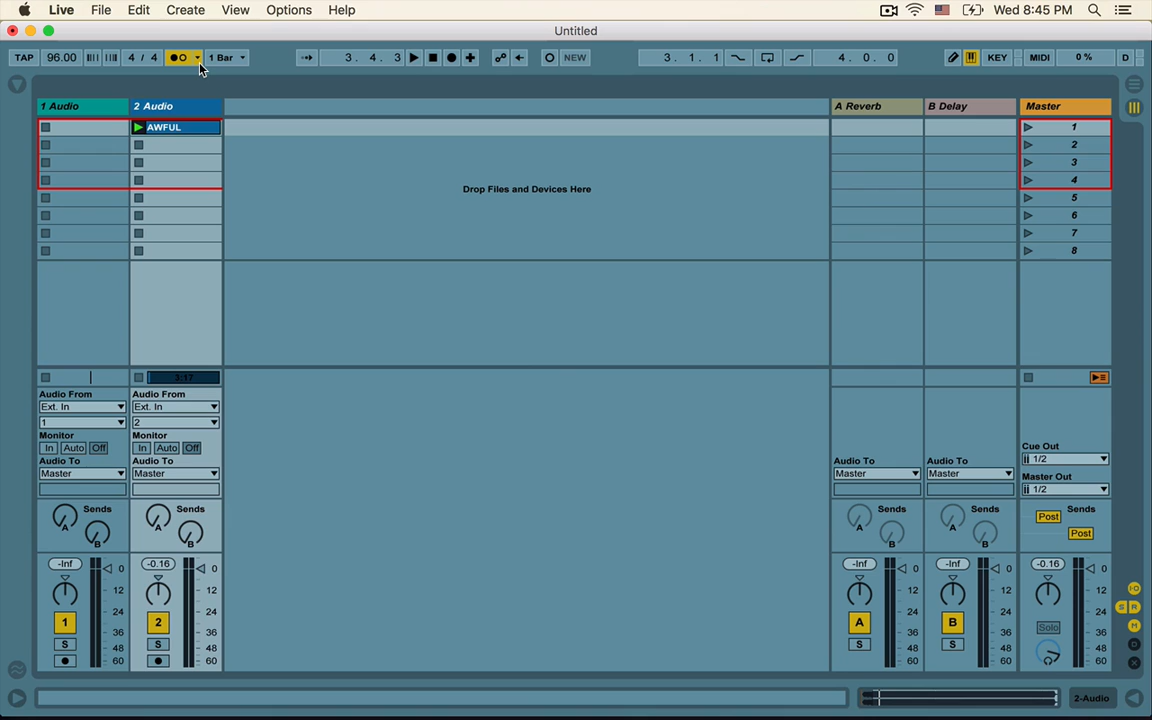 Live File Edit Create View Options Help Wed 8:45 PM
Untitled
TAP 96.00 4 / 4 1 Bar 3. 4. 3 NEW 3. 1. 1 4. 0. 0 KEY MIDI 0 % D
1 Audio 2 Audio A Reverb B Delay Master
AWFUL 1
2
3
4
Drop Files and Devices Here
5
6
7
8
3:17
Audio From Audio From
Ext. In Ext. In
1 2
Monitor Monitor
In Auto Off In Auto Off Cue Out
1/2
Audio To Audio To Audio To Audio To
Master Master Master Master Master Out
1/2
Sends Sends Sends Sends Sends
A A A A Post
B B B B Post
-Inf -0.16 -Inf -Inf -0.16
0 0 0 0 0
12 12 12 12 12
24 24 24 24 24
1 2 A B Solo
36 36 36 36 36
S S S S
48 48 48 48 48
60 60 60 60 60
I-O
S R
M
D
X
2-Audio